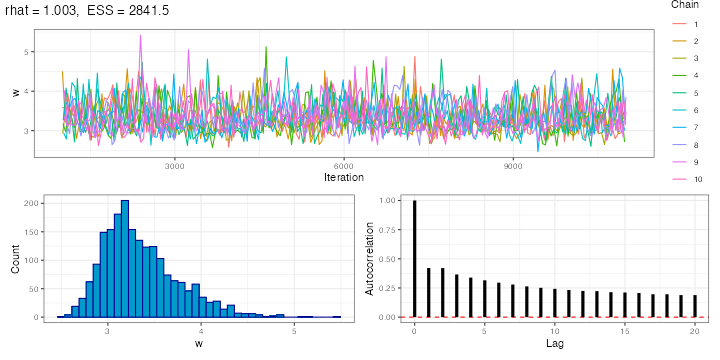 rhat = 1.003, ESS = 2841.5
Chain
1
2
3
4
5
6
7
8
9
10
w
5
4
3
3000 6000 9000
Iteration
Count
200
150
100
50
0
3 4 5
w
Autocorrelation
1.00
0.75
0.50
0.25
0.00
0 5 10 15 20
Lag